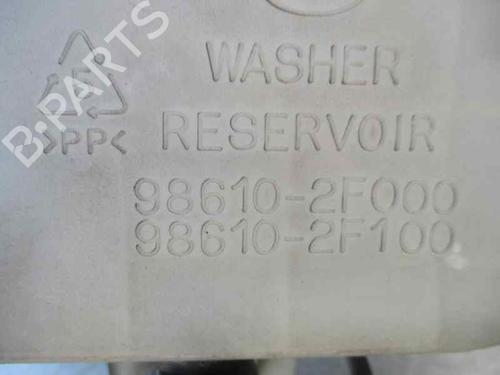 WASHER
RESERVOIR
>PP<
98610-2F000
98610-2F100
B-PARTS